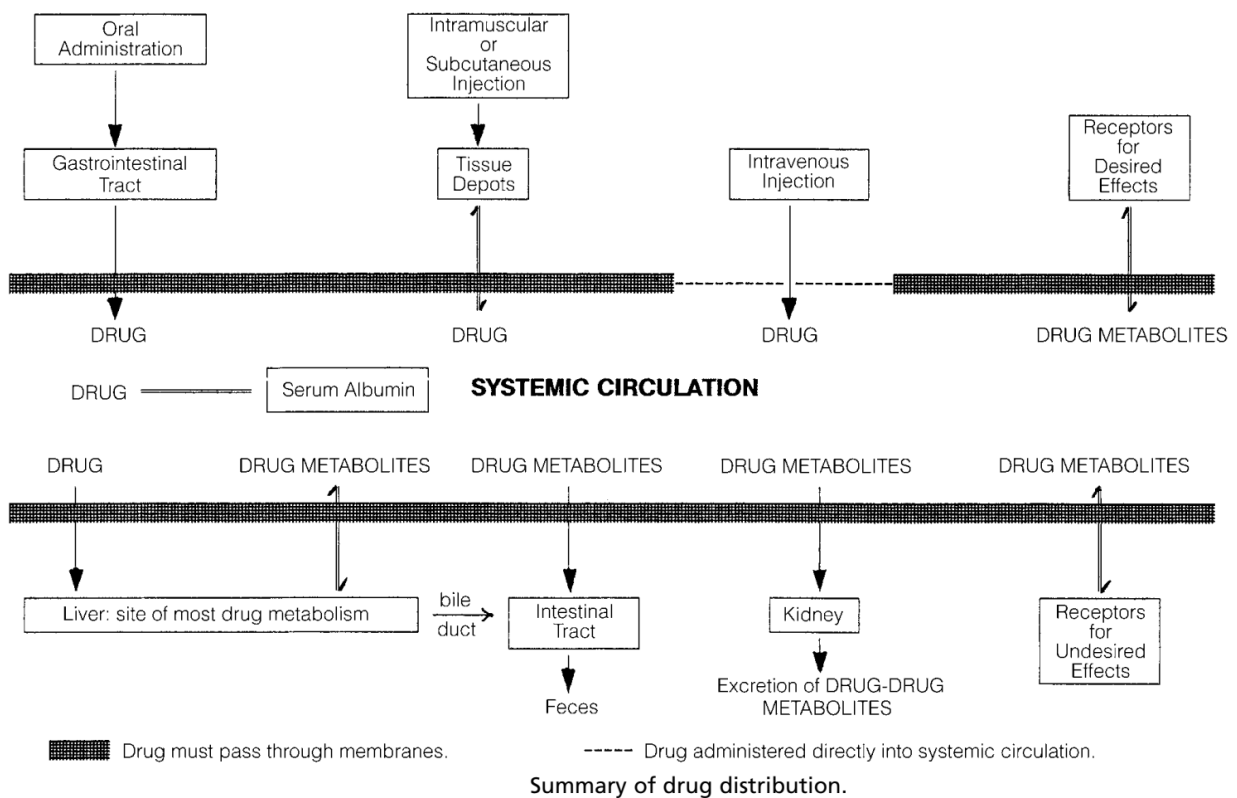 Oral
Administration
Intramuscular
or
Subcutaneous
Injection
Gastrointestinal
Tract
Tissue
Depots
Intravenous
Injection
Receptors
for
Desired
Effects
DRUG
DRUG
DRUG
DRUG METABOLITES
DRUG
Serum Albumin
SYSTEMIC CIRCULATION
DRUG
DRUG METABOLITES
DRUG METABOLITES
DRUG METABOLITES
DRUG METABOLITES
Liver: site of most drug metabolism
bile
duct
Intestinal
Tract
Kidney
Receptors
for
Undesired
Effects
Feces
Excretion of DRUG-DRUG
METABOLITES
Drug must pass through membranes.
Drug administered directly into systemic circulation.
Summary of drug distribution.